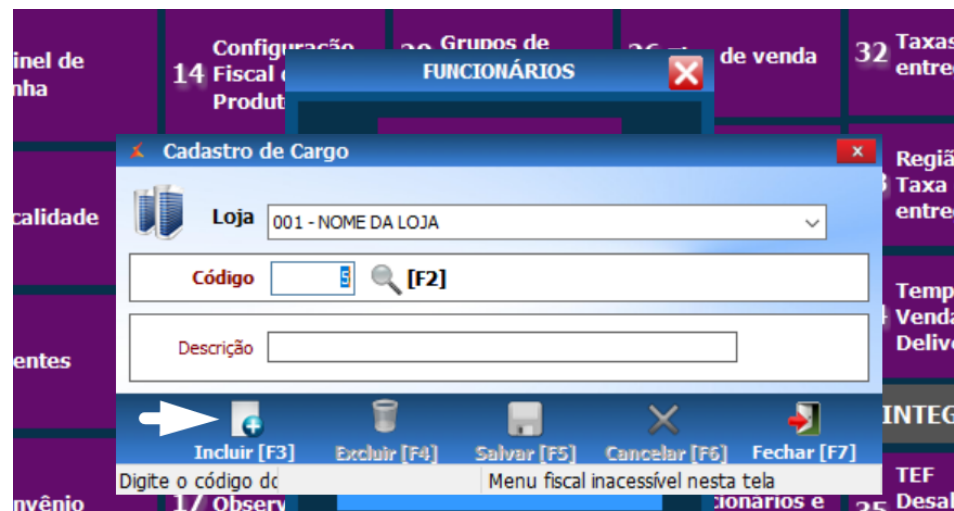 inel de
nha
14 Configuração
Fiscal d
Produt
Grupos de
de venda
32 Taxas
entre
FUNCIONÁRIOS
Cadastro de Cargo
Loja 001 - NOME DA LOJA
Código 5 [F2]
Descrição
Incluir [F3] Excluir [F4] Salvar [F5] Cancelar [F6] Fechar [F7]
Digite o código do Menu fiscal inacessível nesta tela
calidade
entes
nvênio
17 Observ
cionários e
Regiã
Taxa
entre
Temp
Venda
Delive
INTEG
TEF
35 Desal